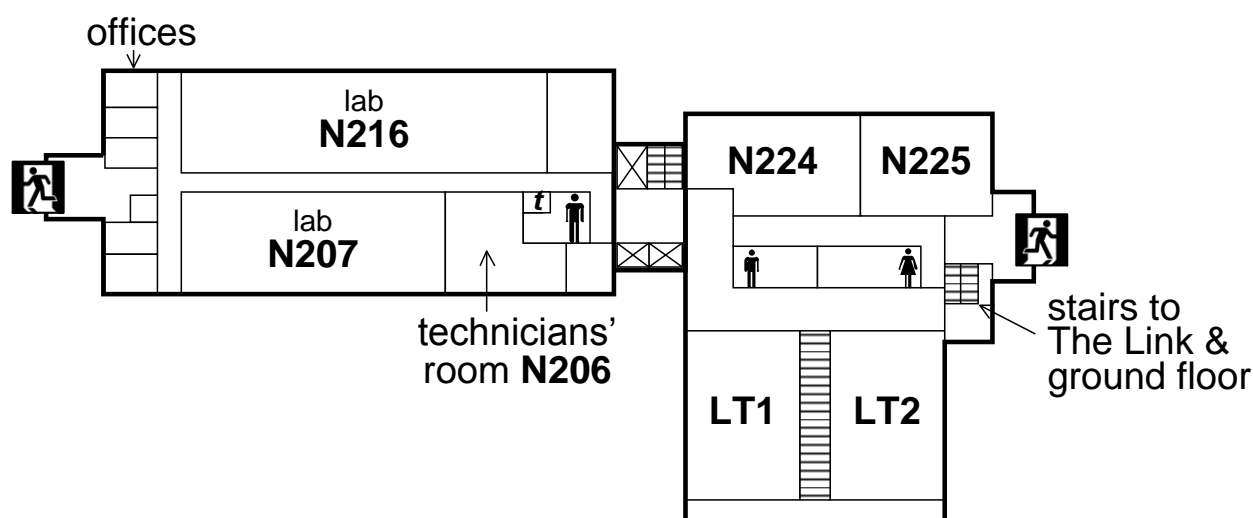 offices
lab
N216
N224
N225
t
lab
N207
technicians’
room N206
stairs to
The Link &
ground floor
LT1
LT2